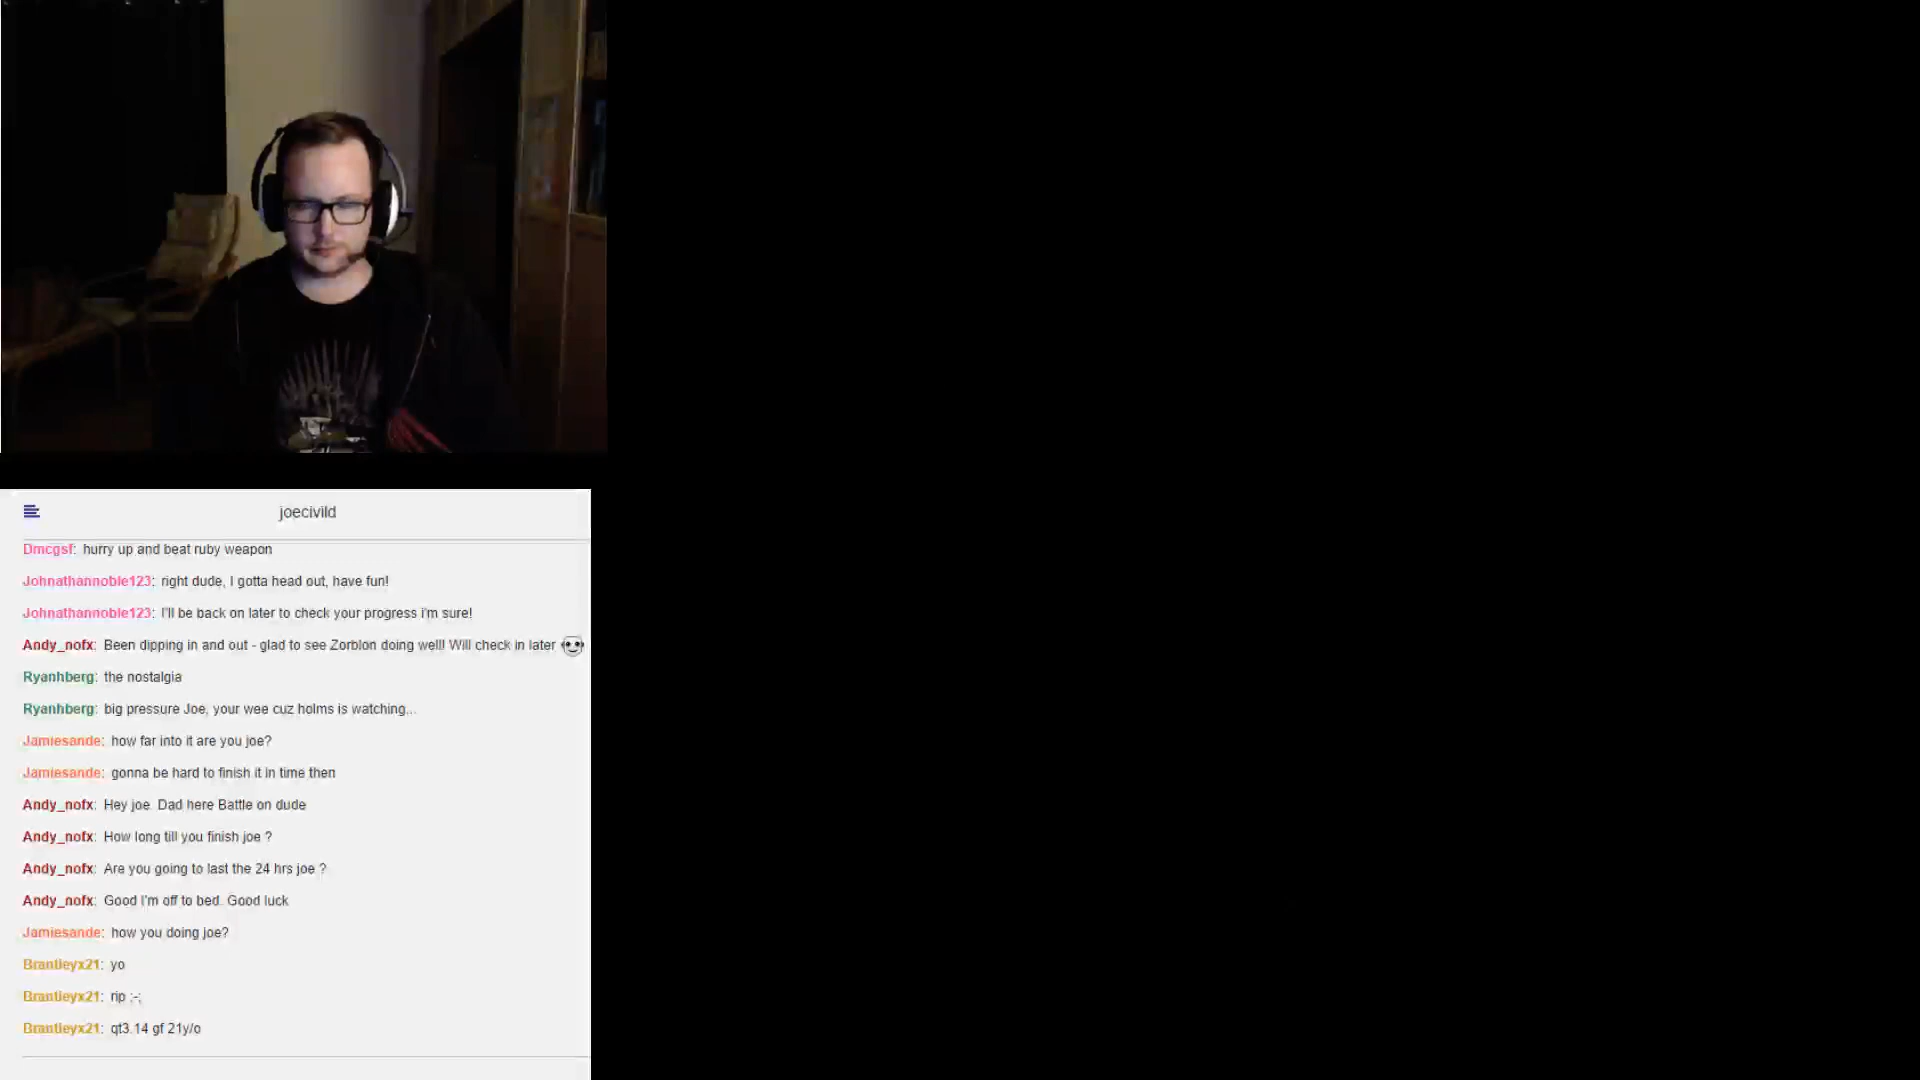 joecivild
Dmcgsf: hurry up and beat ruby weapon
Johnathannoble123: right dude, I gotta head out, have fun!
Johnathannoble123: I'll be back on later to check your progress i'm sure!
Andy_nofx: Been dipping in and out - glad to see Zorblon doing well! Will check in later
Ryanhberg: the nostalgia
Ryanhberg: big pressure Joe, your wee cuz holms is watching...
Jamiesande: how far into it are you joe?
Jamiesande: gonna be hard to finish it in time then
Andy_nofx: Hey joe. Dad here Battle on dude
Andy_nofx: How long till you finish joe ?
Andy_nofx: Are you going to last the 24 hrs joe ?
Andy_nofx: Good I'm off to bed. Good luck
Jamiesande: how you doing joe?
Brantleyx21: yo
Brantleyx21: rip ;-;
Brantleyx21: qt3.14 gf 21y/o